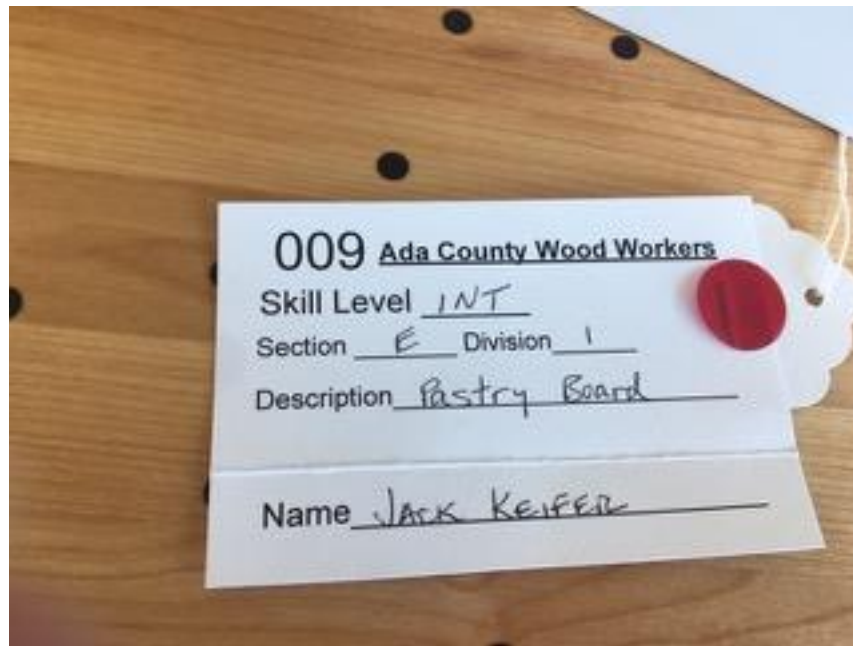 009 Ada County Wood Workers
Skill Level INT
Section E Division 1
Description Pastry Board
Name JACK KEIFER